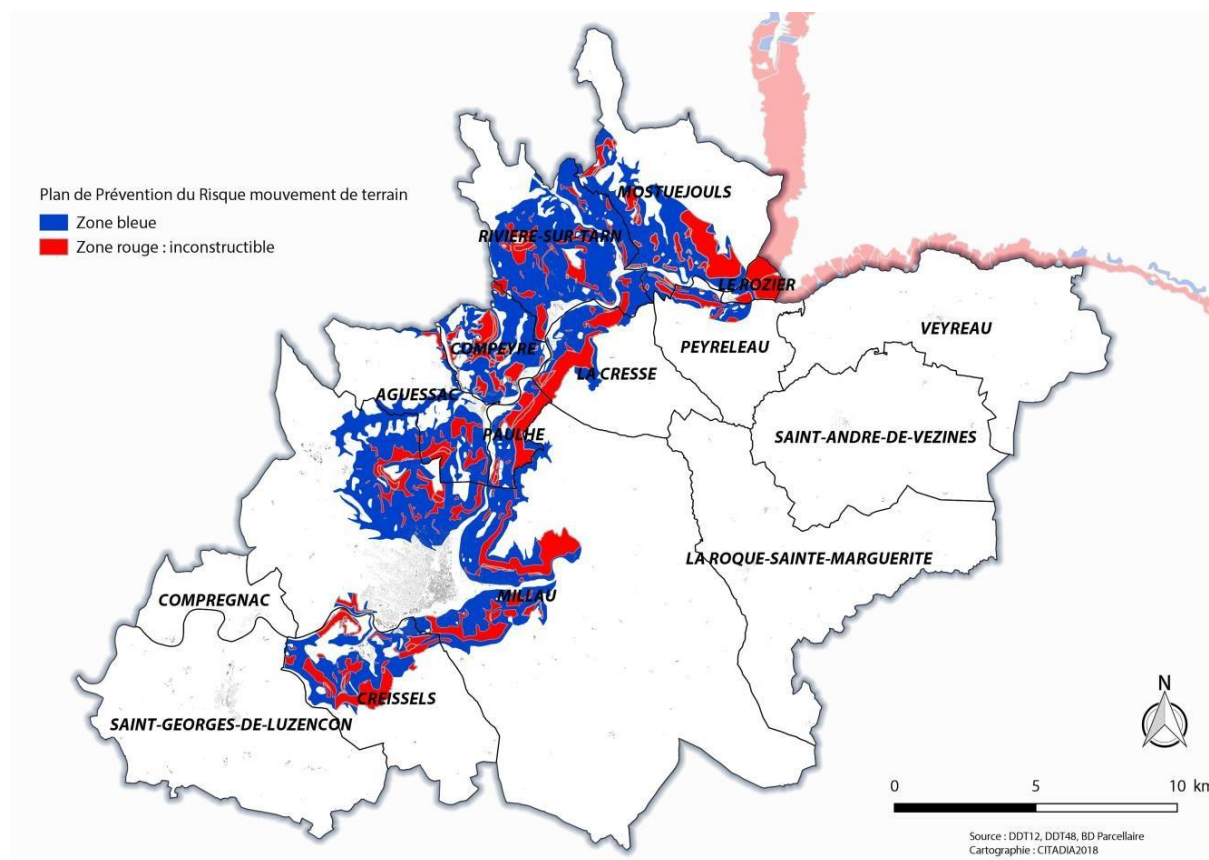 Plan de Prévention du Risque mouvement de terrain
Zone bleue
Zone rouge : inconstructible
MOSTUEJOULS
RIVIERE-SUR-TARN
LE ROZIER
VEYREAU
PEYRELEAU
COMPEYRE
LA CRESSE
AGUESSAC
PAULHE
SAINT-ANDRE-DE-VEZINES
LA ROQUE-SAINTE-MARGUERITE
MILLAU
COMPREGNAC
CREISSELS
SAINT-GEORGES-DE-LUZENCON
N
0 5 10 km
Source : DDT12, DDT48, BD Parcellaire
Cartographie : CITADIA2018